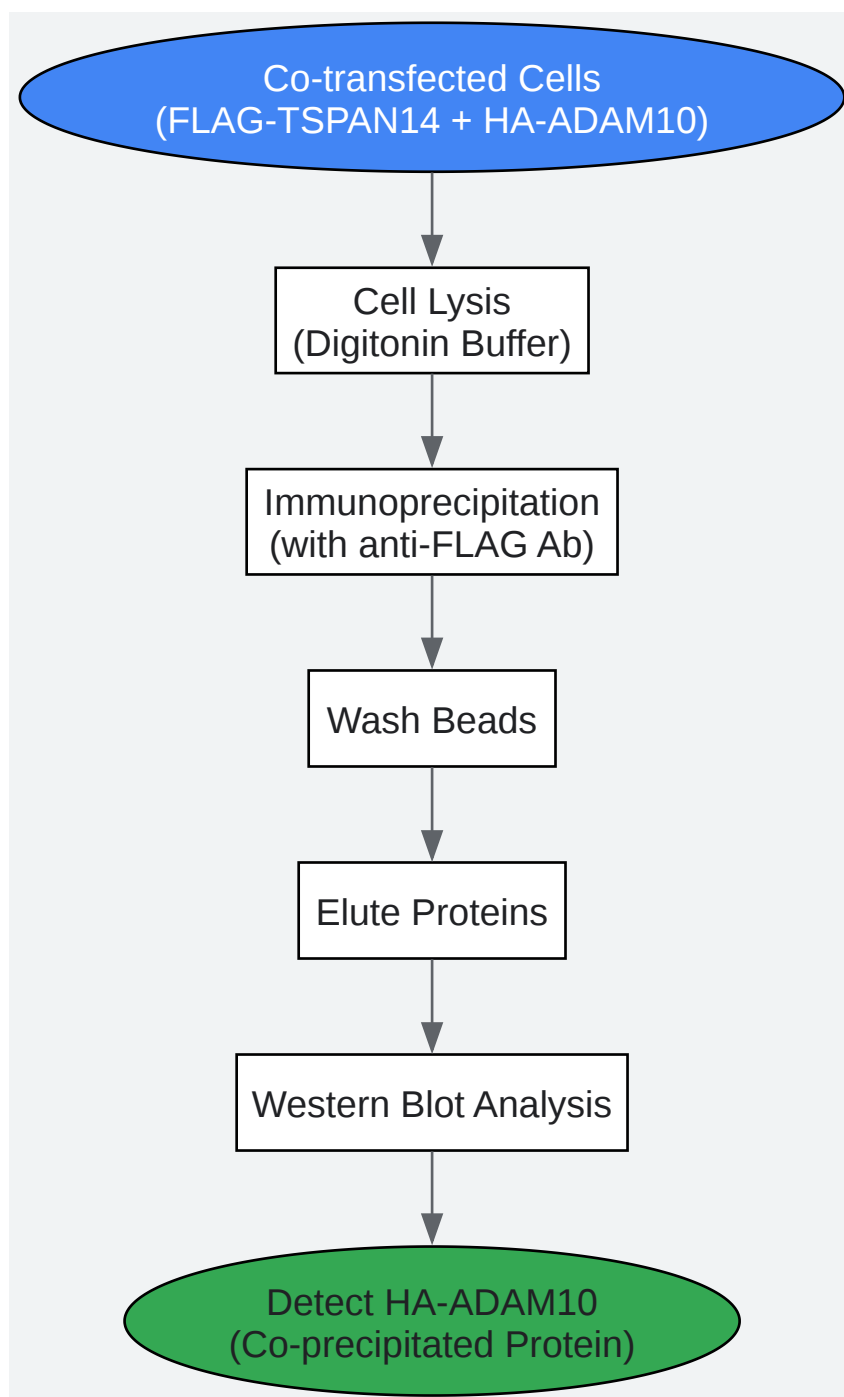 Co-transfected Cells
(FLAG-TSPAN14 + HA-ADAM10)
Cell Lysis
(Digitonin Buffer)
Immunoprecipitation
(with anti-FLAG Ab)
Wash Beads
Elute Proteins
Western Blot Analysis
Detect HA-ADAM10
(Co-precipitated Protein)